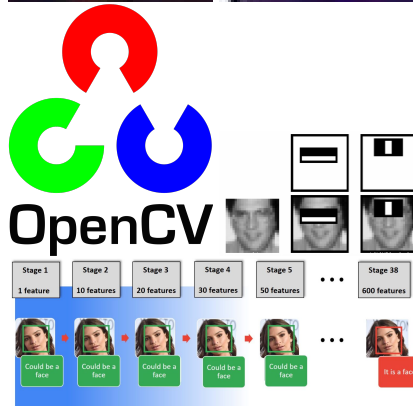 OpenCV
Stage 1
1 feature
Stage 2
10 features
Stage 3
20 features
Stage 4
30 features
Stage 5
50 features
...
Stage 38
600 features
Could be a
face
Could be a
face
Could be a
face
Could be a
face
Could be a
face
...
It is a face